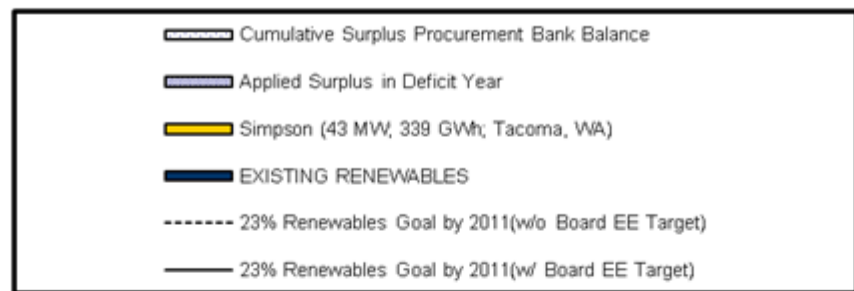 Cumulative Surplus Procurement Bank Balance
Applied Surplus in Deficit Year
Simpson (43 MW, 339 GWh; Tacoma, WA)
EXISTING RENEWABLES
23% Renewables Goal by 2011(w/o Board EE Target)
23% Renewables Goal by 2011(w/ Board EE Target)